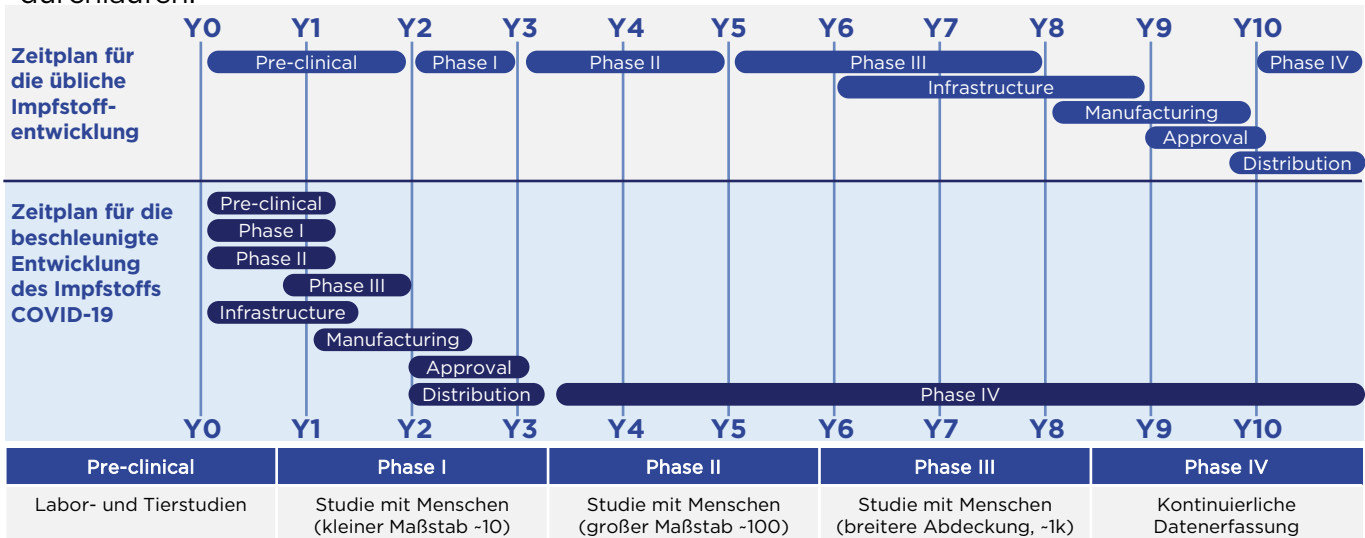 durchlaufen.
Y0 Y1 Y2 Y3 Y4 Y5 Y6 Y7 Y8 Y9 Y10
Zeitplan für
die übliche
Impfstoff-
entwicklung
Pre-clinical Phase I Phase II Phase III Phase IV
Infrastructure
Manufacturing
Approval
Distribution
Zeitplan für die
beschleunigte
Entwicklung
des Impfstoffs
COVID-19
Pre-clinical
Phase I
Phase II
Phase III
Infrastructure
Manufacturing
Approval
Distribution Phase IV
Y0 Y1 Y2 Y3 Y4 Y5 Y6 Y7 Y8 Y9 Y10
Pre-clinical Phase I Phase II Phase III Phase IV
Labor- und Tierstudien Studie mit Menschen Studie mit Menschen Studie mit Menschen Kontinuierliche
(kleiner Maßstab ~10) (großer Maßstab ~100) (breitere Abdeckung, ~1k) Datenerfassung